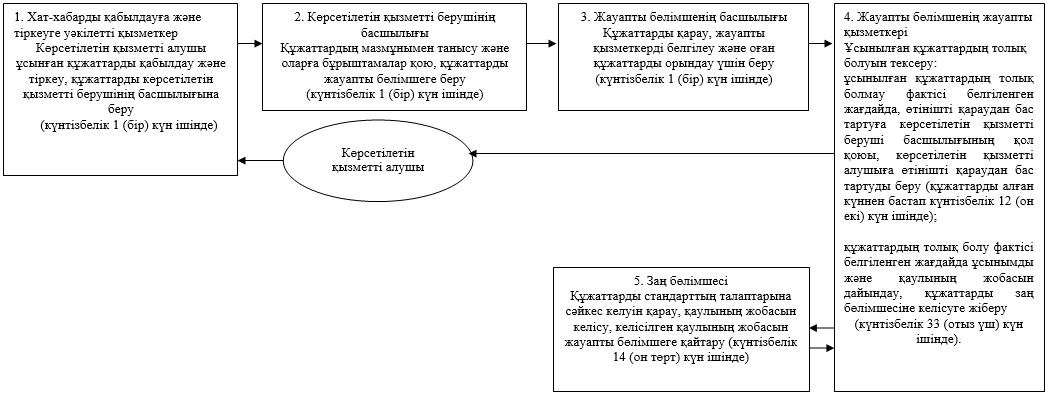 1. Хат-хабарды қабылдауға және
тіркеуге уәкілетті қызметкер
Көрсетілетін қызметті алушы
ұсынған құжаттарды қабылдау және
тіркеу, құжаттарды көрсетілетін
қызметті берушінің басшылығына
беру
(күнтізбелік 1 (бір) күн ішінде)
2. Көрсетілетін қызметті берушінің
басшылығы
Құжаттардың мазмұнымен танысу және
оларға бұрыштамалар қою, құжаттарды
жауапты бөлімшеге беру
(күнтізбелік 1 (бір) күн ішінде)
3. Жауапты бөлімшенің басшылығы
Құжаттарды қарау, жауапты
қызметкерді белгілеу және оған
құжаттарды орындау үшін беру
(күнтізбелік 1 (бір) күн ішінде)
4. Жауапты бөлімшенің жауапты
қызметкері
Ұсынылған құжаттардың толық
болуын тексеру:
ұсынылған құжаттардың толық
болмау фактісі белгіленген
жағдайда, өтінішті қараудан бас
тартуға көрсетілетін қызметті
беруші басшылығының қол
қоюы, көрсетілетін қызметті
алушыға өтінішті қараудан бас
тартуды беру (құжаттарды алған
күннен бастап күнтізбелік 12 (он
екі) күн ішінде);
құжаттардың толық болу фактісі
белгіленген жағдайда ұсынымды
және қаулының жобасын
дайындау, құжаттарды заң
бөлімшесіне келісуге жіберу
(күнтізбелік 33 (отыз үш) күн
ішінде).
Көрсетілетін
қызметті алушы
5. Заң бөлімшесі
Құжаттарды стандарттың талаптарына
сәйкес келуін қарау, қаулының жобасын
келісу, келісілген қаулының жобасын
жауапты бөлімшеге қайтару (күнтізбелік
14 (он төрт) күн ішінде)